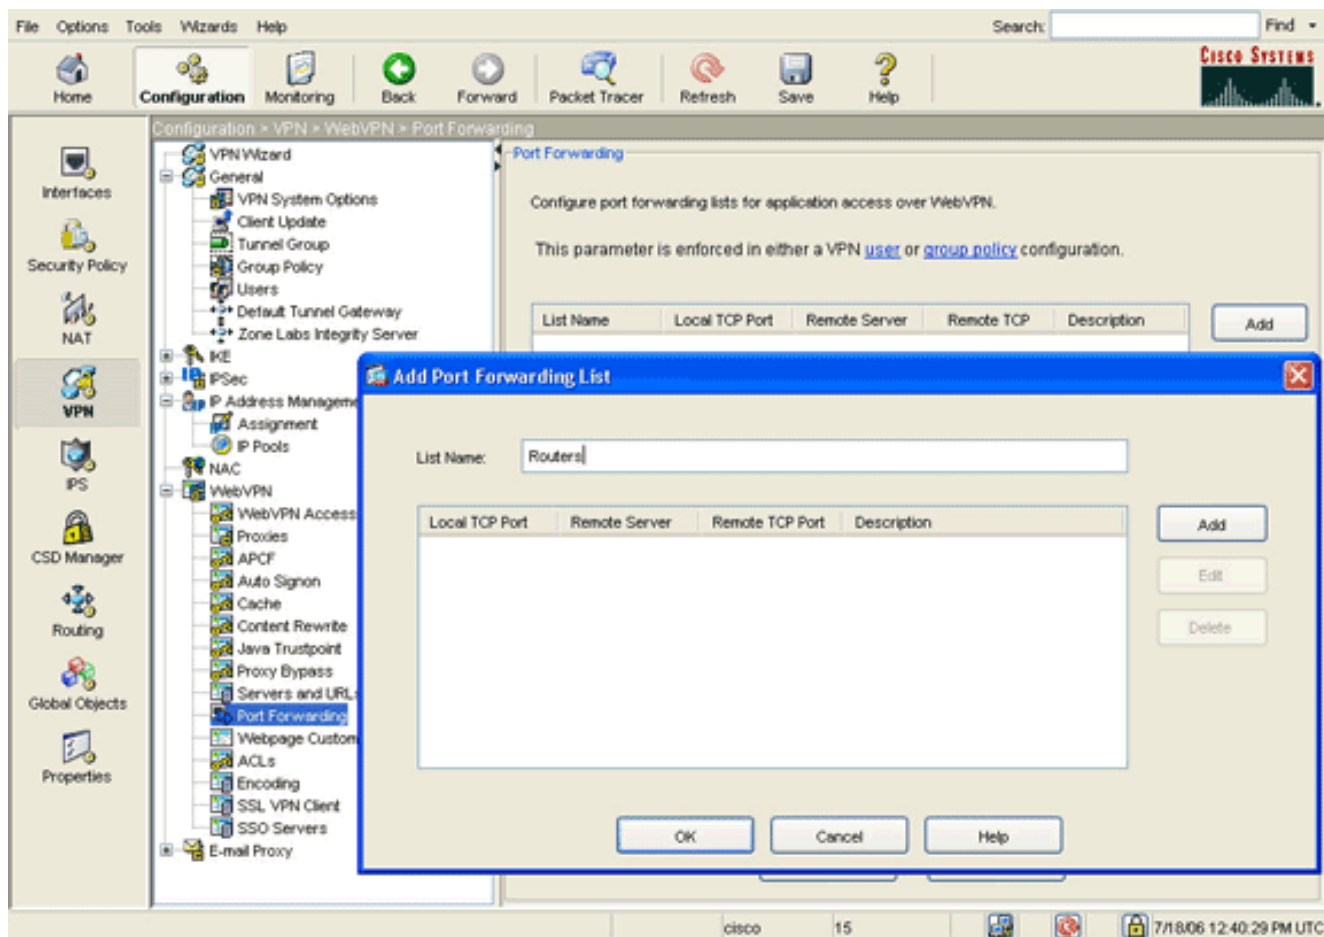 File Options Tools Wizards Help Search: Find
Home Configuration Monitoring Back Forward Packet Tracer Refresh Save Help
CISCO SYSTEMS
Configuration > VPN > WebVPN > Port Forwarding
Interfaces
Security Policy
NAT
VPN
IPS
CSD Manager
Routing
Global Objects
Properties
VPN Wizard
General
VPN System Options
Client Update
Tunnel Group
Group Policy
Users
Default Tunnel Gateway
Zone Labs Integrity Server
IKE
IPSec
IP Address Manageme
Assignment
IP Pools
NAC
WebVPN
WebVPN Access
Proxies
APCF
Auto Signon
Cache
Content Rewrite
Java Trustpoint
Proxy Bypass
Servers and URL
Port Forwarding
Webpage Custom
ACLs
Encoding
SSL VPN Client
SSO Servers
E-mail Proxy
Port Forwarding
Configure port forwarding lists for application access over WebVPN.
This parameter is enforced in either a VPN user or group policy configuration.
List Name Local TCP Port Remote Server Remote TCP Description
Add
Add Port Forwarding List
List Name: Routers
Local TCP Port Remote Server Remote TCP Port Description
Add
Edit
Delete
OK Cancel Help
cisco 15 7/18/06 12:40:29 PM UTC